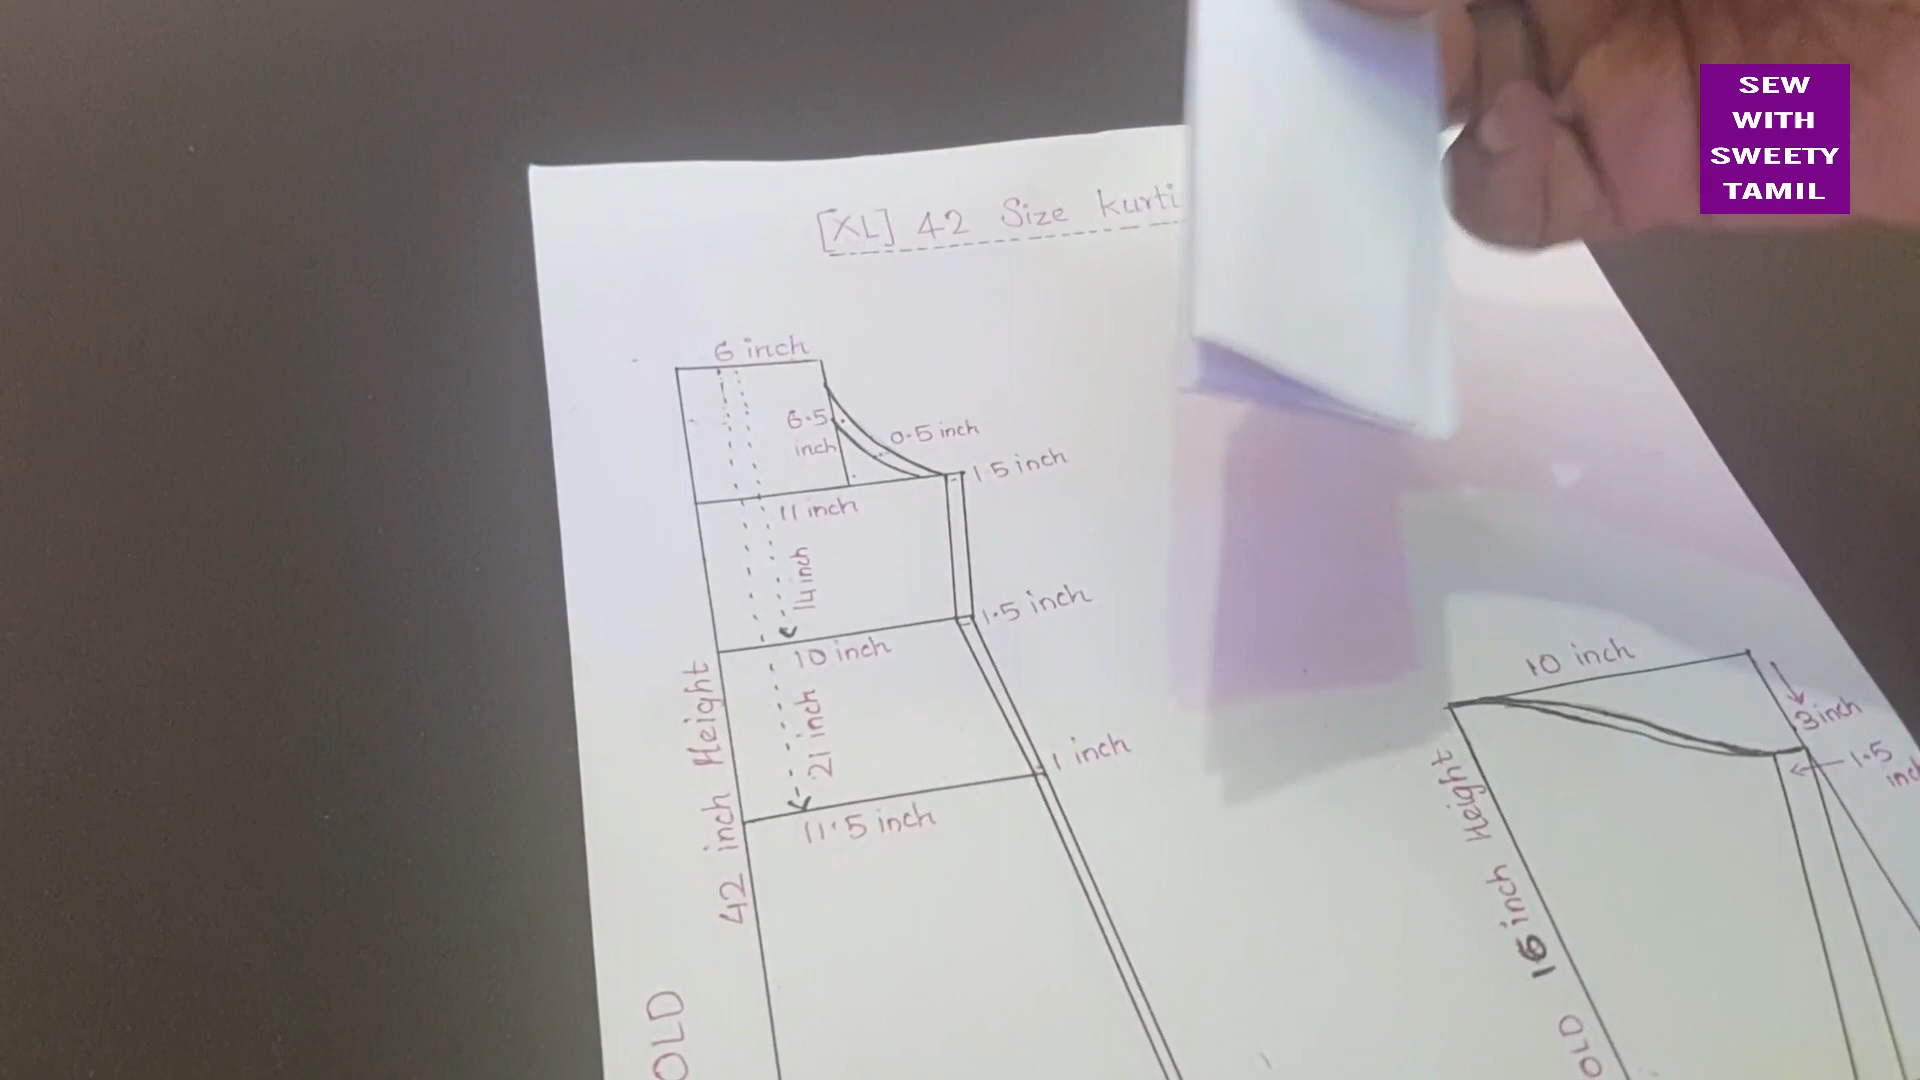 SEW
WITH
SWEETY
TAMIL
[XL] 42 Size kurti
6 inch
6.5
inch
0.5 inch
1.5 inch
11 inch
14 inch
1.5 inch
10 inch
42 inch Height
21 inch
1 inch
11.5 inch
OLD
10 inch
3 inch
1.5
inch
16 inch Height
OLD